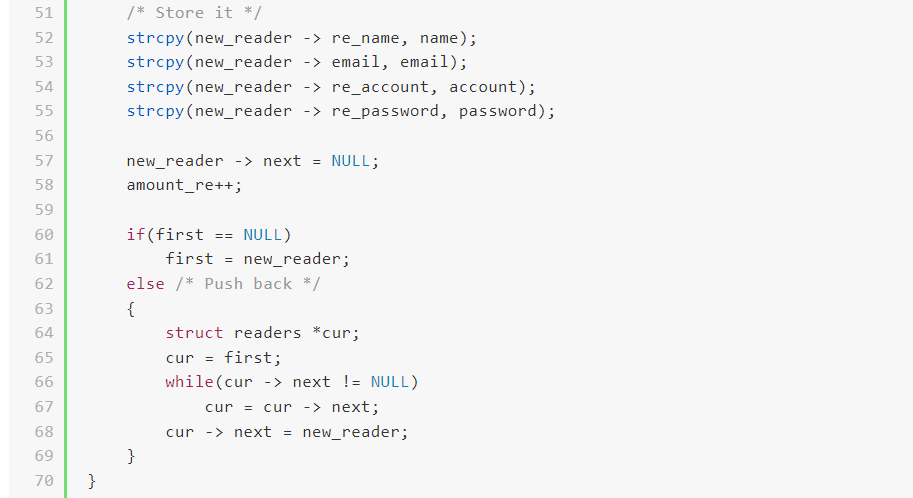 51 /* Store it */
52 strcpy(new_reader -> re_name, name);
53 strcpy(new_reader -> email, email);
54 strcpy(new_reader -> re_account, account);
55 strcpy(new_reader -> re_password, password);
56
57 new_reader -> next = NULL;
58 amount_re++;
59
60 if(first == NULL)
61 first = new_reader;
62 else /* Push back */
63 {
64 struct readers *cur;
65 cur = first;
66 while(cur -> next != NULL)
67 cur = cur -> next;
68 cur -> next = new_reader;
69 }
70 }